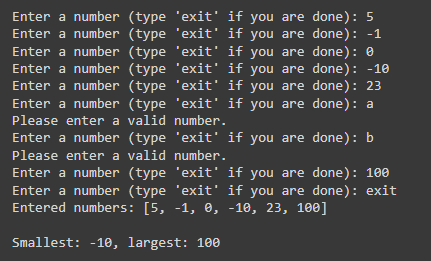 Enter a number (type 'exit' if you are done): 5
Enter a number (type 'exit' if you are done): -1
Enter a number (type 'exit' if you are done): 0
Enter a number (type 'exit' if you are done): -10
Enter a number (type 'exit' if you are done): 23
Enter a number (type 'exit' if you are done): a
Please enter a valid number.
Enter a number (type 'exit' if you are done): b
Please enter a valid number.
Enter a number (type 'exit' if you are done): 100
Enter a number (type 'exit' if you are done): exit
Entered numbers: [5, -1, 0, -10, 23, 100]
Smallest: -10, largest: 100